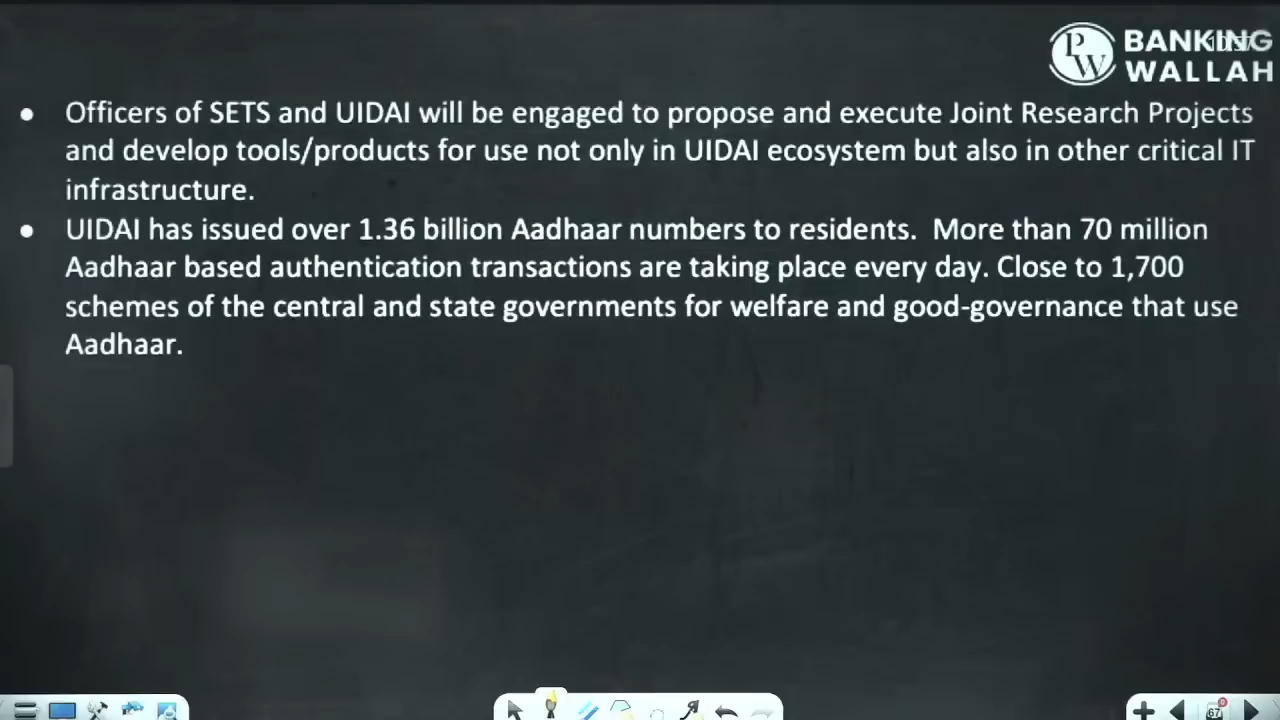 PW
BANKING
WALLAH
● Officers of SETS and UIDAI will be engaged to propose and execute Joint Research Projects
and develop tools/products for use not only in UIDAI ecosystem but also in other critical IT
infrastructure.
● UIDAI has issued over 1.36 billion Aadhaar numbers to residents.  More than 70 million
Aadhaar based authentication transactions are taking place every day. Close to 1,700
schemes of the central and state governments for welfare and good-governance that use
Aadhaar.
67